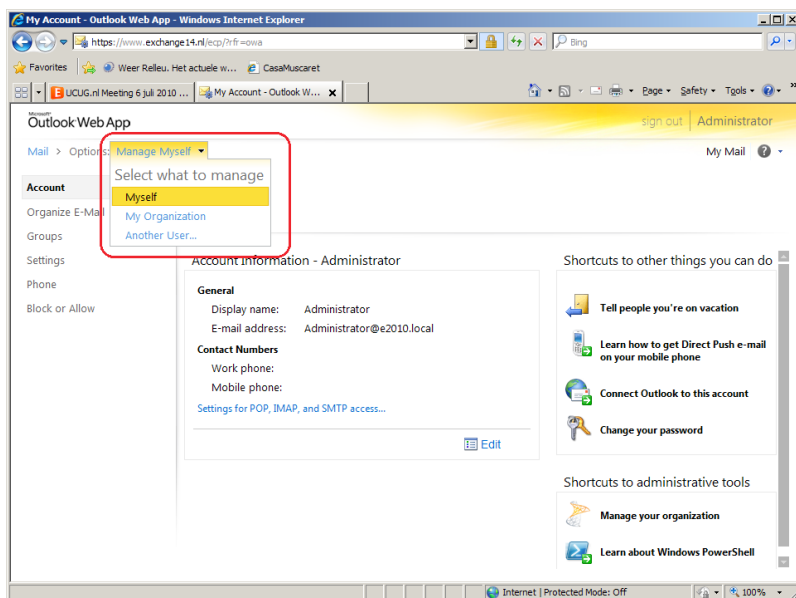 My Account - Outlook Web App - Windows Internet Explorer
https://www.exchange14.nl/ecp/?rfr=owa
Bing
Favorites Weer Relleu. Het actuele w... CasaMuscaret
UCUG.nl Meeting 6 juli 2010 ... My Account - Outlook W... x Page Safety Tools »
Microsoft
Outlook Web App
sign out Administrator
Mail > Options: Manage Myself
My Mail
Select what to manage
Myself
My Organization
Another User...
Account
Organize E-Mail
Groups
Settings
Phone
Block or Allow
Account Information - Administrator
General
Display name: Administrator
E-mail address: Administrator@e2010.local
Contact Numbers
Work phone:
Mobile phone:
Settings for POP, IMAP, and SMTP access...
Edit
Shortcuts to other things you can do
Tell people you're on vacation
Learn how to get Direct Push e-mail
on your mobile phone
Connect Outlook to this account
Change your password
Shortcuts to administrative tools
Manage your organization
Learn about Windows PowerShell
Internet | Protected Mode: Off 100%